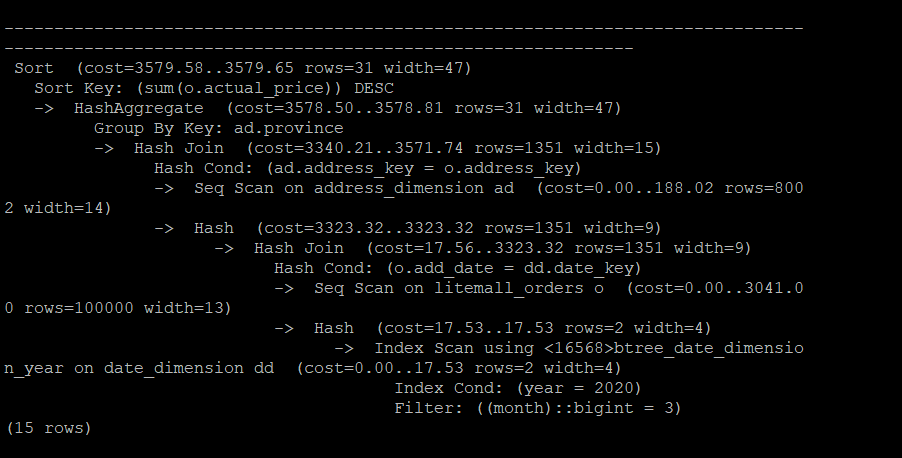 --------------------------------------------------------------------------------
---------------------------------------------------------------
 Sort  (cost=3579.58..3579.65 rows=31 width=47)
   Sort Key: (sum(o.actual_price)) DESC
   ->  HashAggregate  (cost=3578.50..3578.81 rows=31 width=47)
         Group By Key: ad.province
         ->  Hash Join  (cost=3340.21..3571.74 rows=1351 width=15)
               Hash Cond: (ad.address_key = o.address_key)
               ->  Seq Scan on address_dimension ad  (cost=0.00..188.02 rows=800
2 width=14)
               ->  Hash  (cost=3323.32..3323.32 rows=1351 width=9)
                     ->  Hash Join  (cost=17.56..3323.32 rows=1351 width=9)
                           Hash Cond: (o.add_date = dd.date_key)
                           ->  Seq Scan on litemall_orders o  (cost=0.00..3041.0
0 rows=100000 width=13)
                           ->  Hash  (cost=17.53..17.53 rows=2 width=4)
                                 ->  Index Scan using <16568>btree_date_dimensio
n_year on date_dimension dd  (cost=0.00..17.53 rows=2 width=4)
                                       Index Cond: (year = 2020)
                                       Filter: ((month)::bigint = 3)
(15 rows)